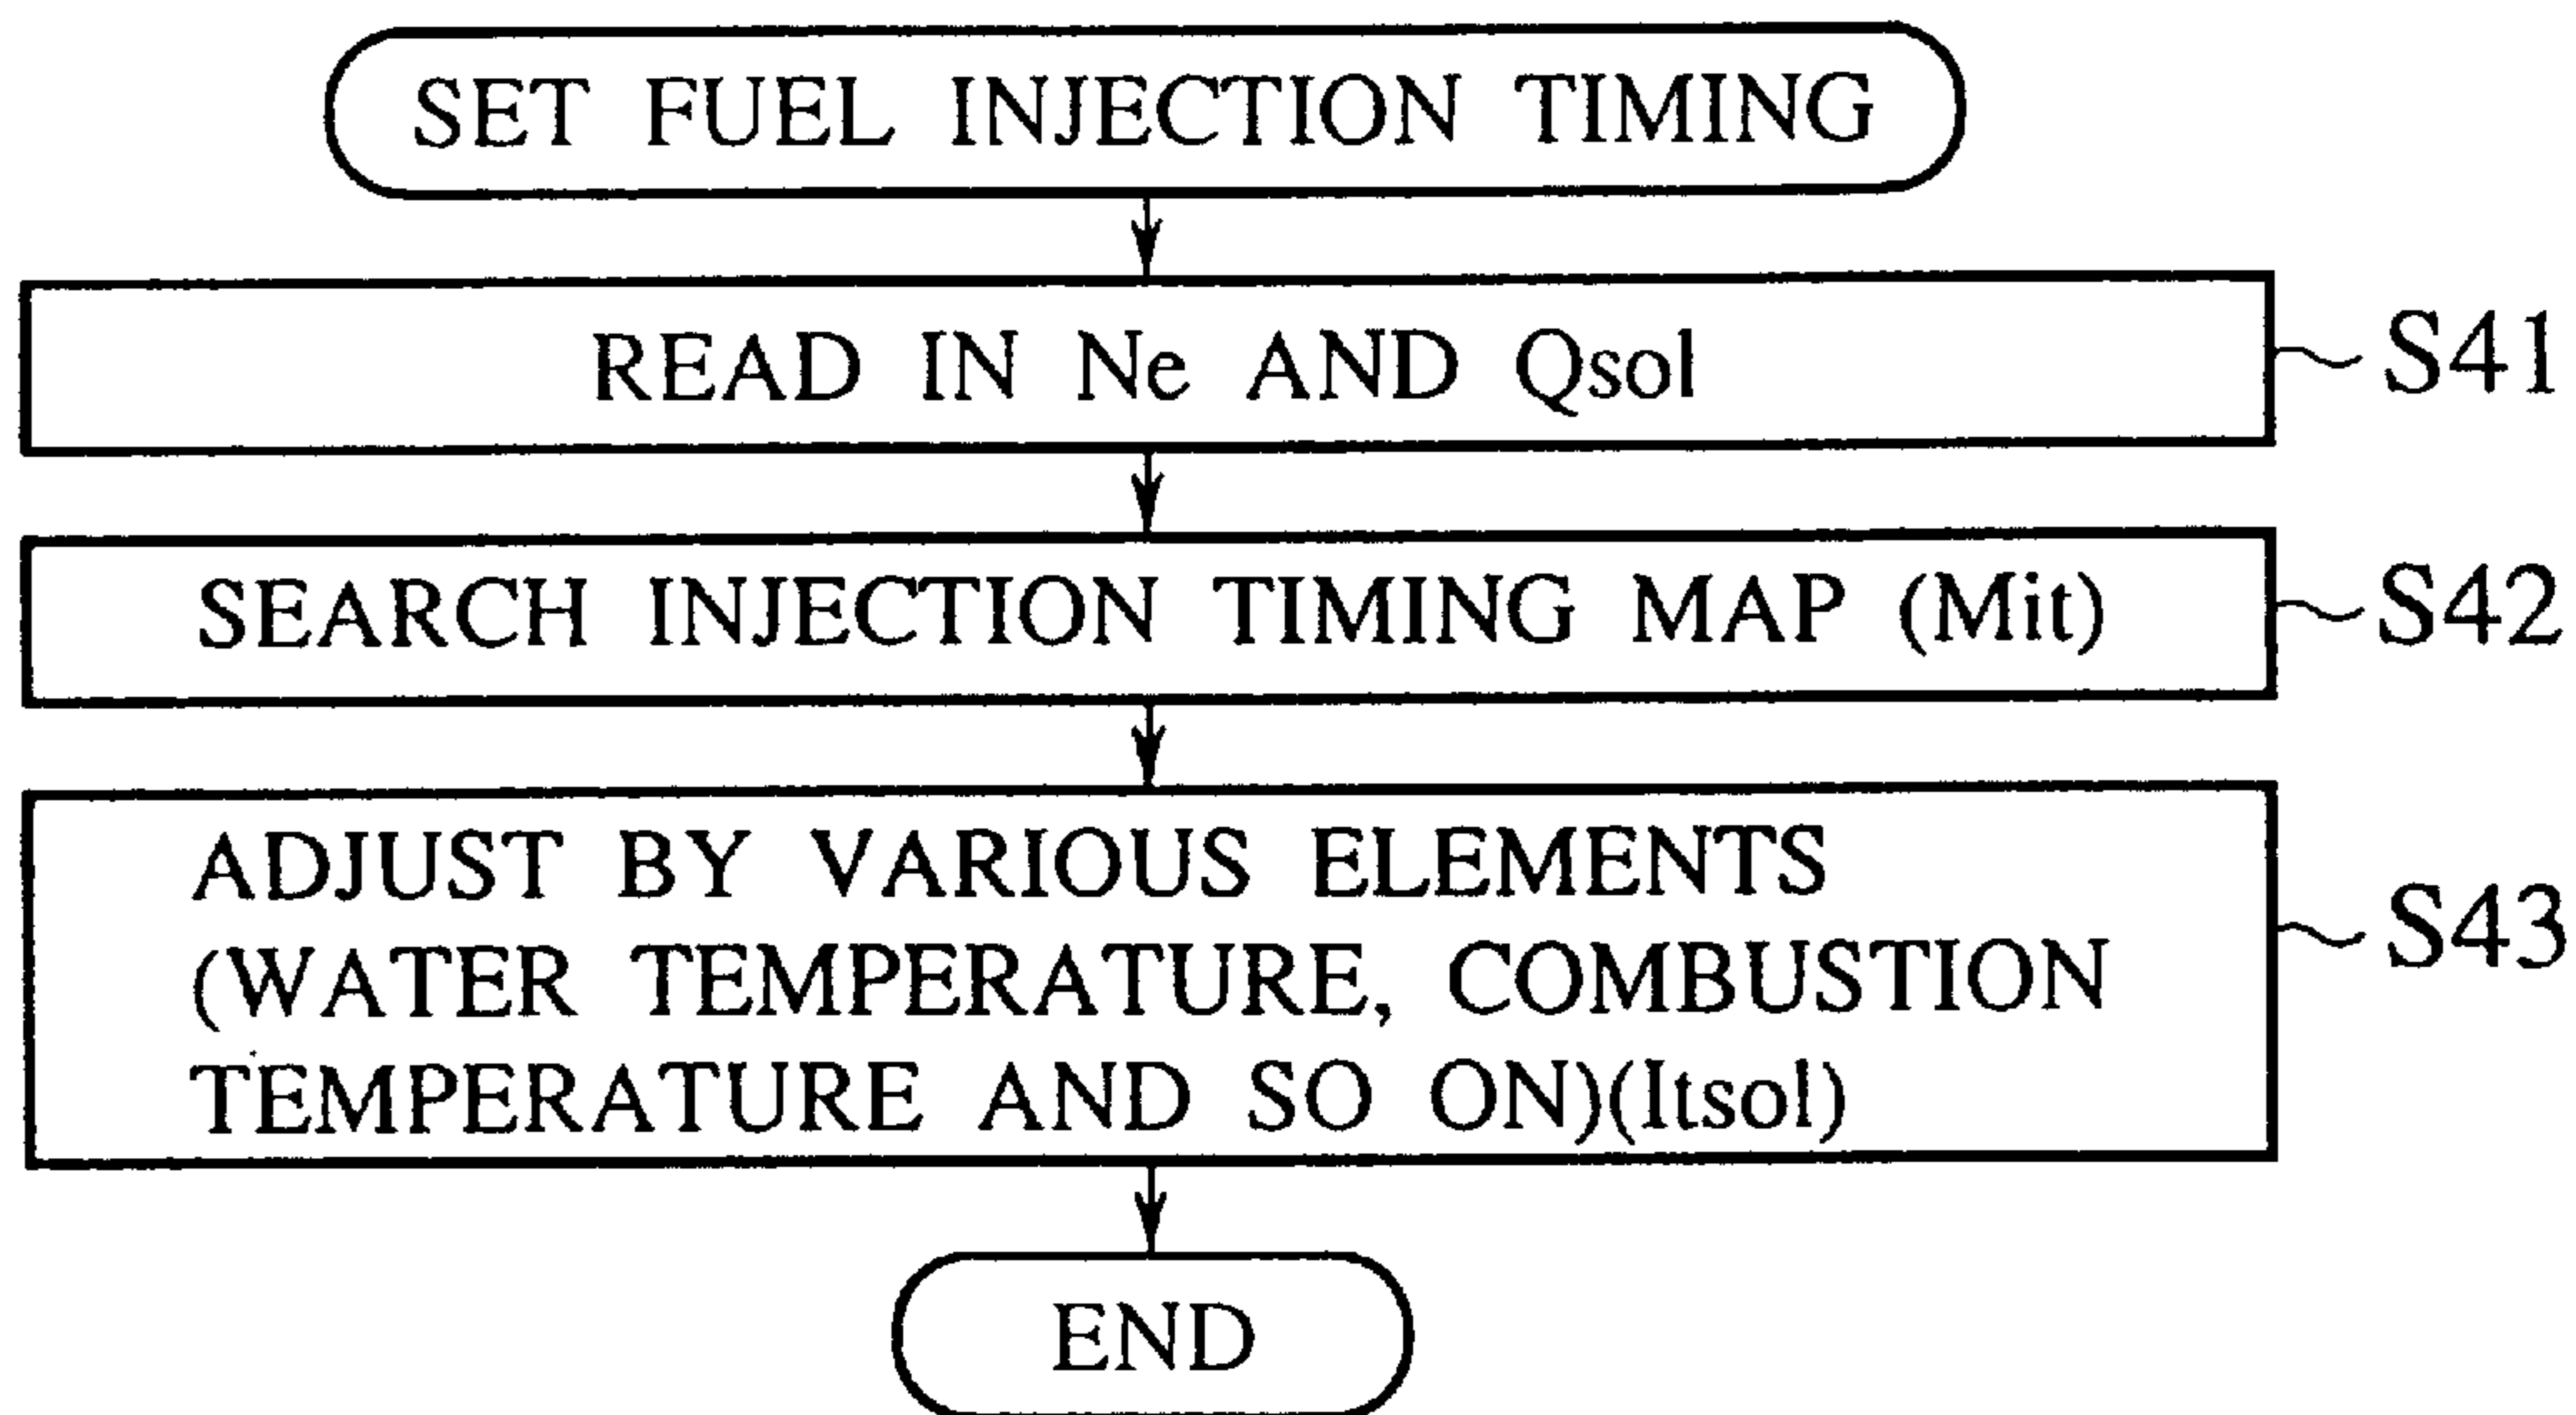 SET FUEL INJECTION TIMING
READ IN Ne AND Qsol
S41
SEARCH INJECTION TIMING MAP (Mit)
S42
ADJUST BY VARIOUS ELEMENTS
(WATER TEMPERATURE, COMBUSTION
TEMPERATURE AND SO ON)(Itsol)
S43
END